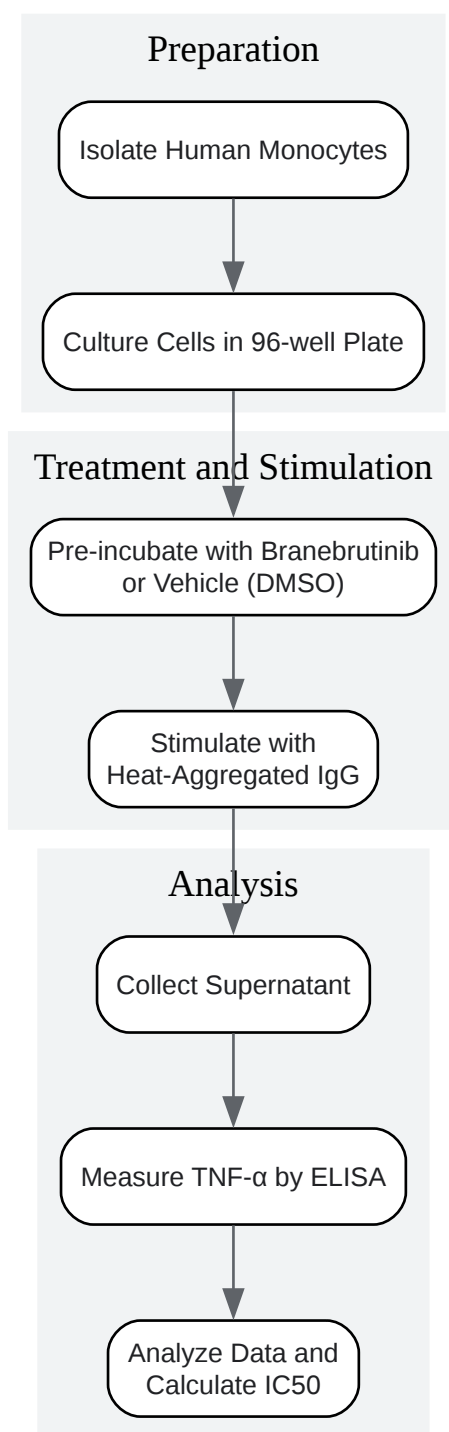 Preparation
Isolate Human Monocytes
Culture Cells in 96-well Plate
Treatment and Stimulation
Pre-incubate with Branebrutinib
or Vehicle (DMSO)
Stimulate with
Heat-Aggregated IgG
Analysis
Collect Supernatant
Measure TNF-α by ELISA
Analyze Data and
Calculate IC50